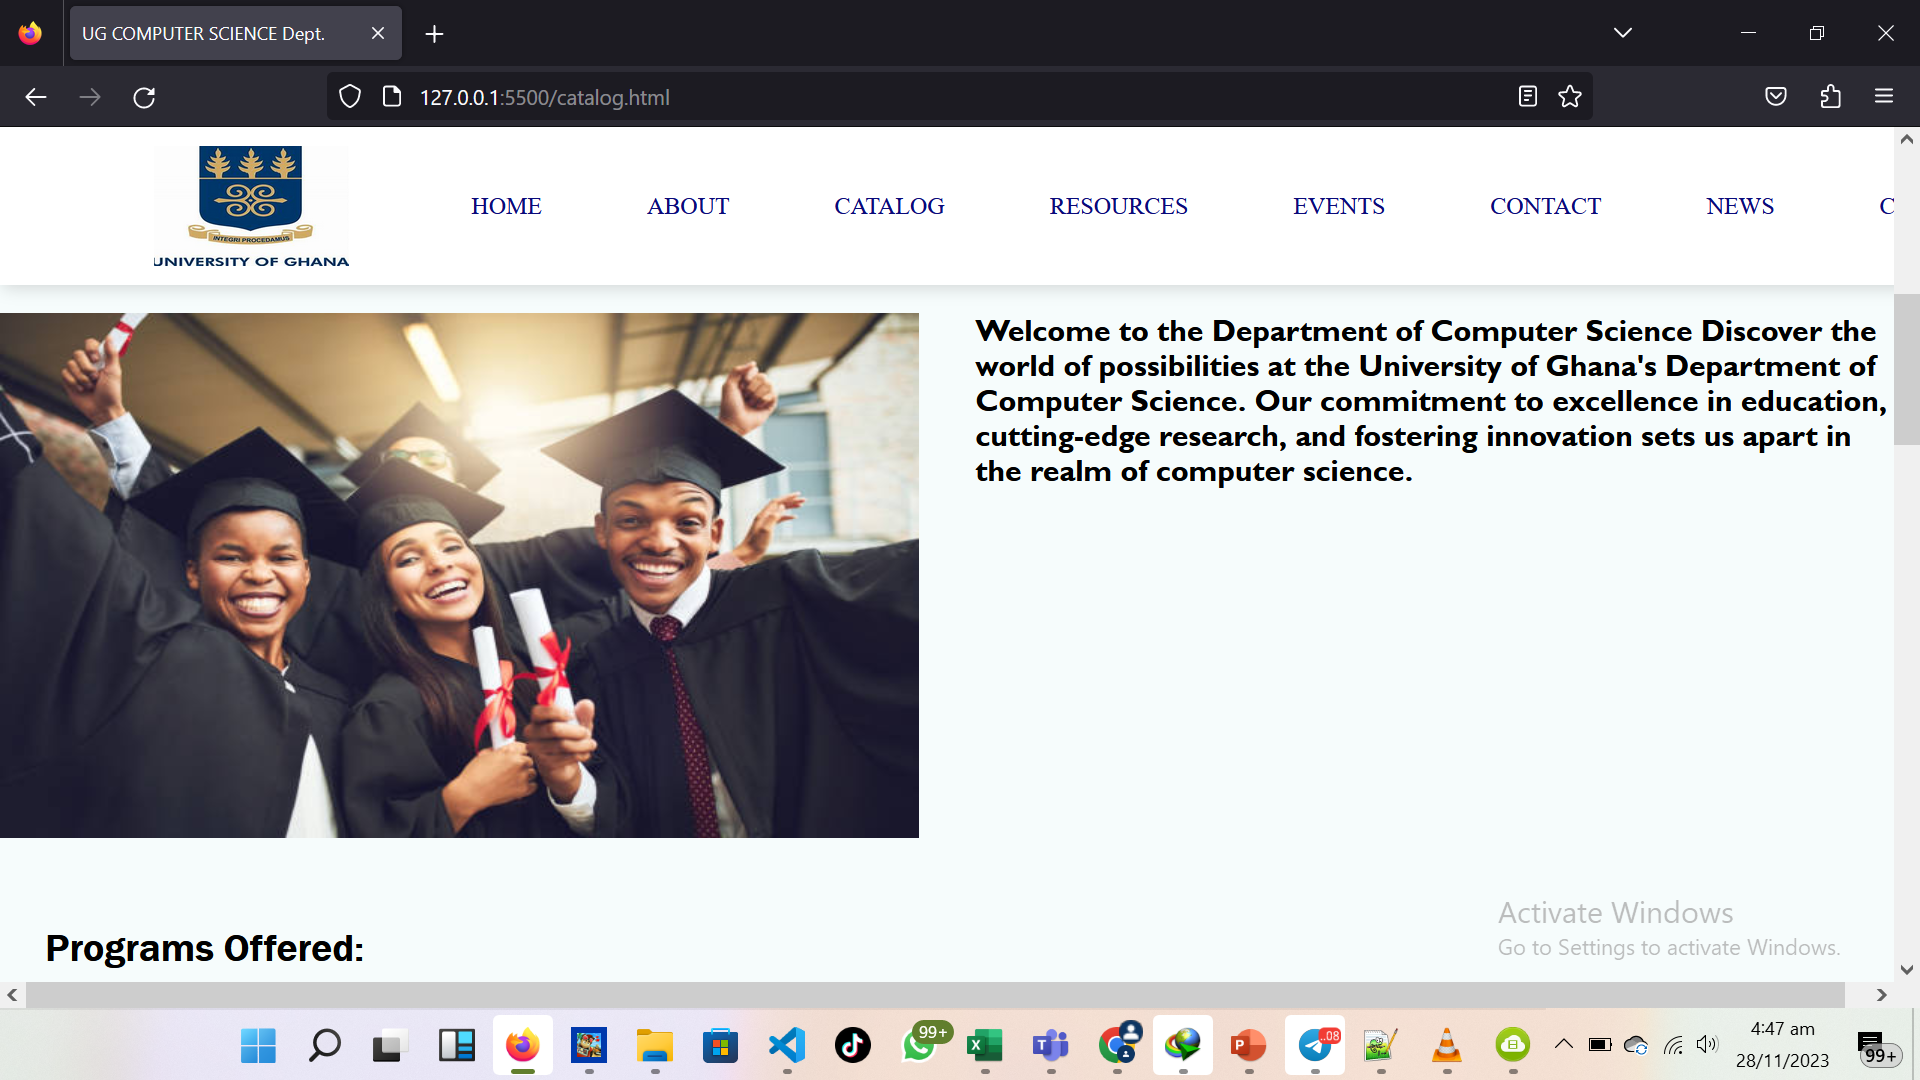 UG COMPUTER SCIENCE Dept.
127.0.0.1:5500/catalog.html
INTEGRI PROCEDAMUS
UNIVERSITY OF GHANA
HOME ABOUT CATALOG RESOURCES EVENTS CONTACT NEWS C
Welcome to the Department of Computer Science Discover the
world of possibilities at the University of Ghana's Department of
Computer Science. Our commitment to excellence in education,
cutting-edge research, and fostering innovation sets us apart in
the realm of computer science.
Programs Offered:
Activate Windows
Go to Settings to activate Windows.
99+
..08
4:47 am
28/11/2023
99+